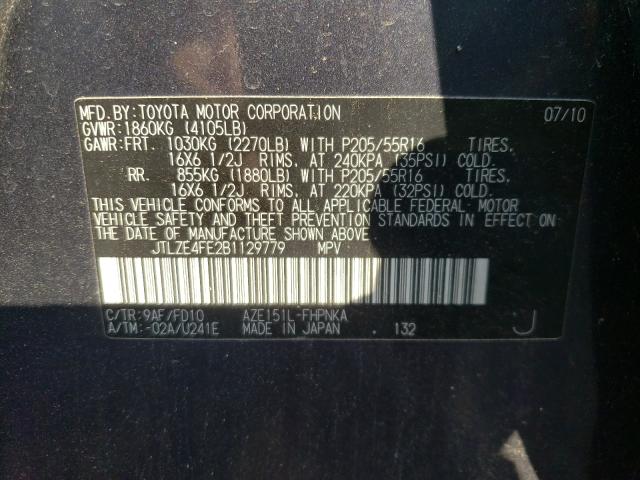 MFD.BY:TOYOTA MOTOR CORPORATION 07/10
GVWR:1860KG (4105LB)
GAWR:FRT. 1030KG (2270LB) WITH P205/55R16 TIRES,
16X6 1/2J RIMS, AT 240KPA (35PSI) COLD.
RR. 855KG (1880LB) WITH P205/55R16 TIRES,
16X6 1/2J RIMS, AT 220KPA (32PSI) COLD.
THIS VEHICLE CONFORMS TO ALL APPLICABLE FEDERAL MOTOR
VEHICLE SAFETY AND THEFT PREVENTION STANDARDS IN EFFECT ON
THE DATE OF MANUFACTURE SHOWN ABOVE.
JTLZE4FE2B1129779 MPV
C/TR:9AF/FD10 AZE151L-FHPNKA
A/TM:-02A/U241E MADE IN JAPAN 132 J